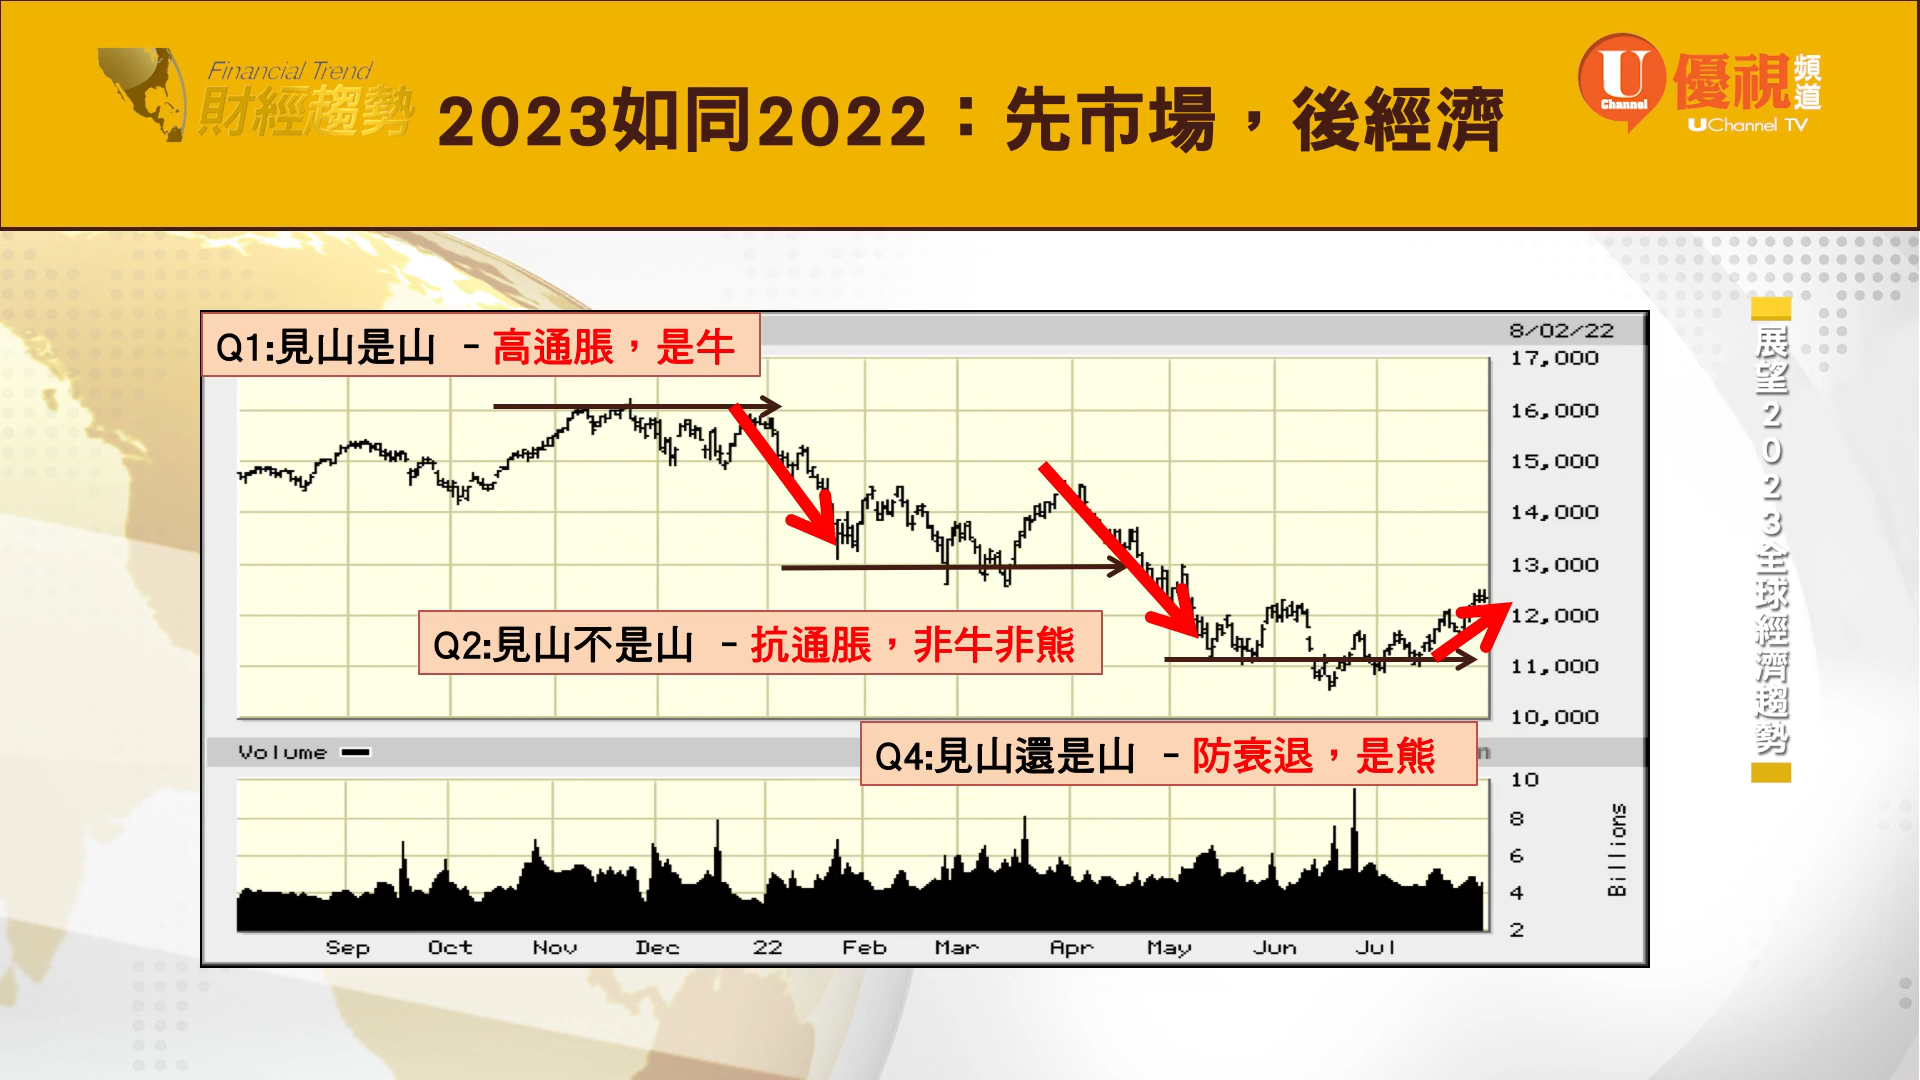 Financial Trend
財經趨勢
2023如同2022：先市場，後經濟
U
Channel
優視
頻道
UChannel TV
Q1:見山是山 - 高通脹，是牛
8/02/22
17,000
16,000
15,000
14,000
13,000
12,000
11,000
10,000
Q2:見山不是山 - 抗通脹，非牛非熊
Q4:見山還是山 - 防衰退，是熊
Volume
10
8
6
4
2
Billions
Sep Oct Nov Dec 22 Feb Mar Apr May Jun Jul
展望2023全球經濟趨勢